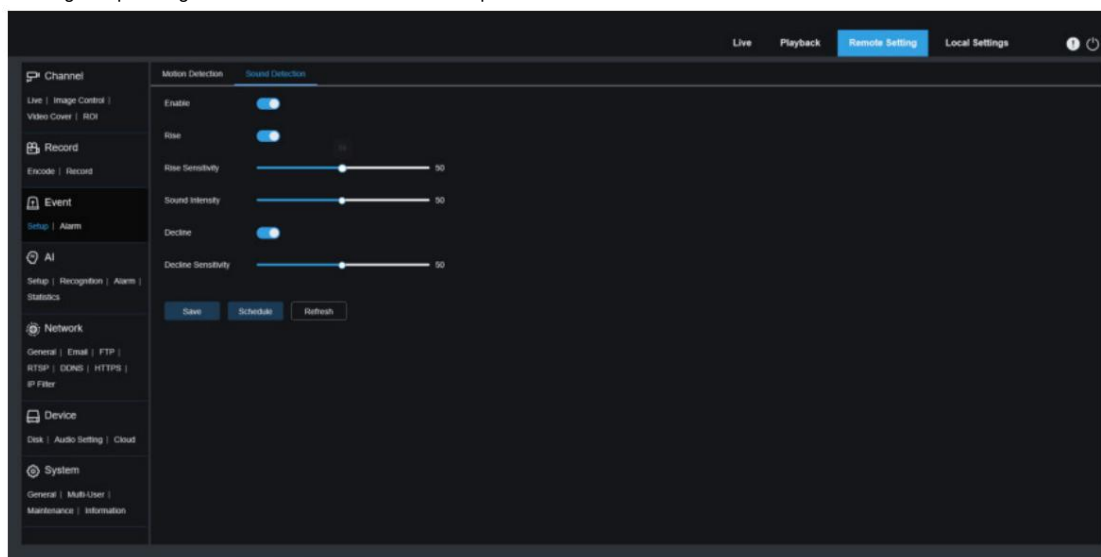 Live Playback Remote Setting Local Settings
Channel
Live | Image Control |
Video Cover | ROI
Record
Encode | Record
Event
Setup | Alarm
AI
Setup | Recognition | Alarm |
Statistics
Network
General | Email | FTP |
RTSP | DDNS | HTTPS |
IP Filter
Device
Disk | Audio Setting | Cloud
System
General | Multi-User |
Maintenance | Information
Motion Detection Sound Detection
Enable
Rise
Rise Sensitivity 50
Sound Intensity 50
Decline
Decline Sensitivity 50
Save Schedule Refresh